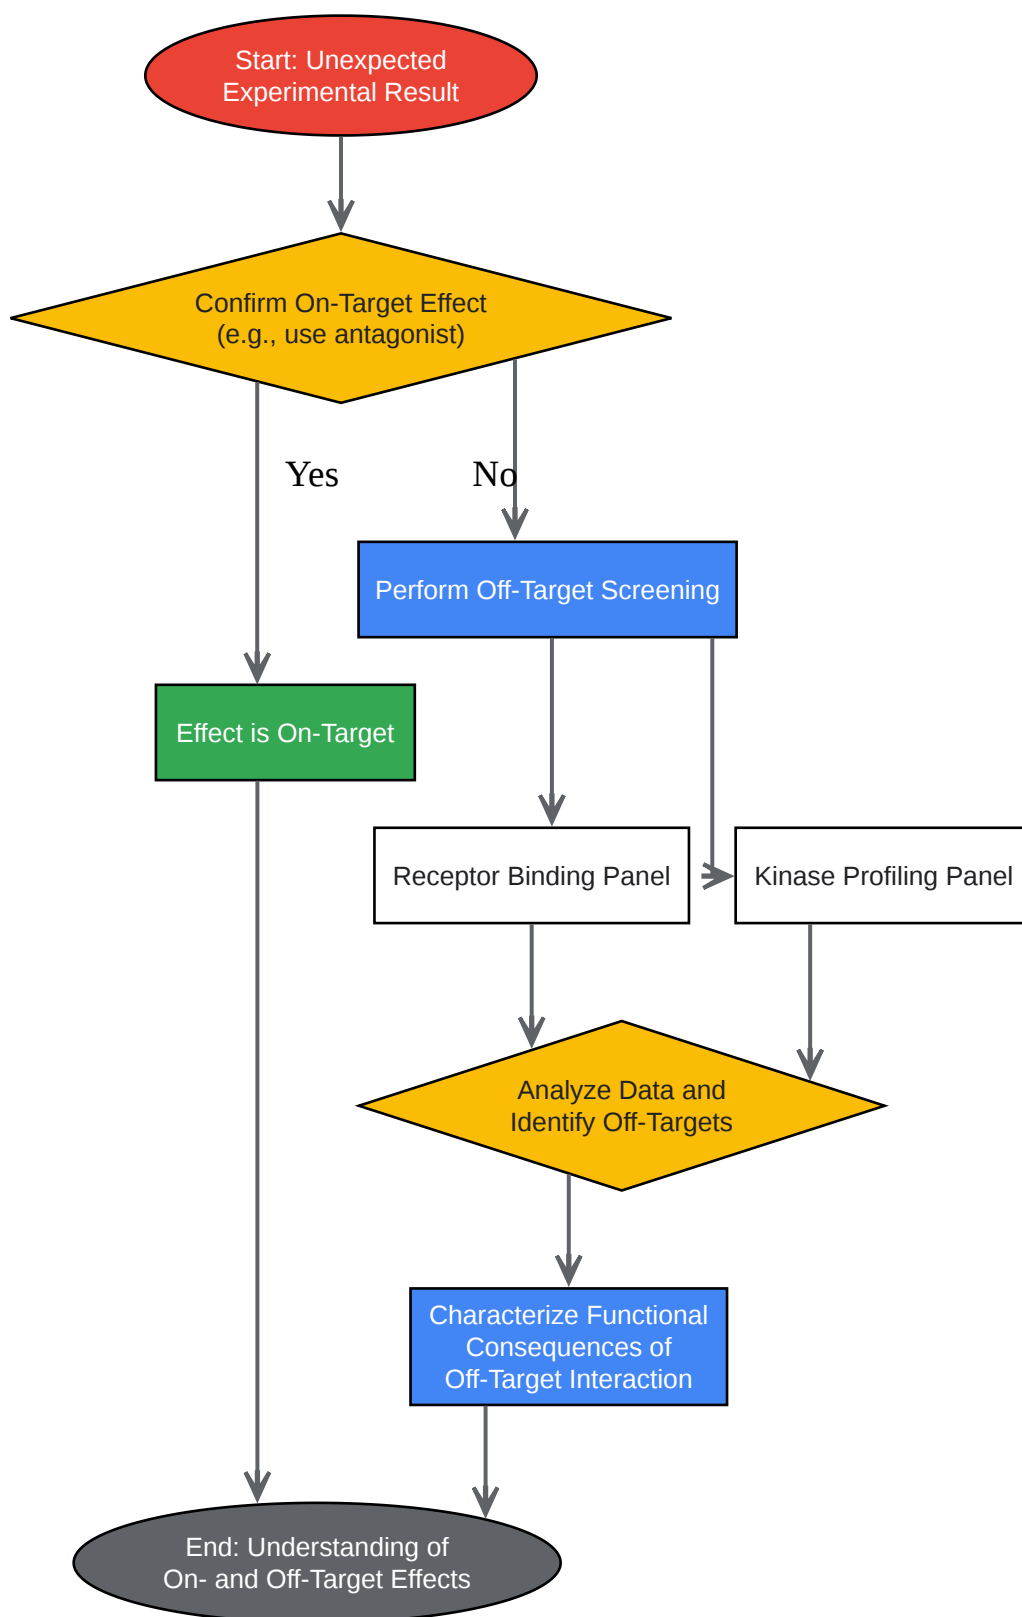 Start: Unexpected
Experimental Result
Confirm On-Target Effect
(e.g., use antagonist)
Yes
No
Perform Off-Target Screening
Effect is On-Target
Receptor Binding Panel
Kinase Profiling Panel
Analyze Data and
Identify Off-Targets
Characterize Functional
Consequences of
Off-Target Interaction
End: Understanding of
On- and Off-Target Effects